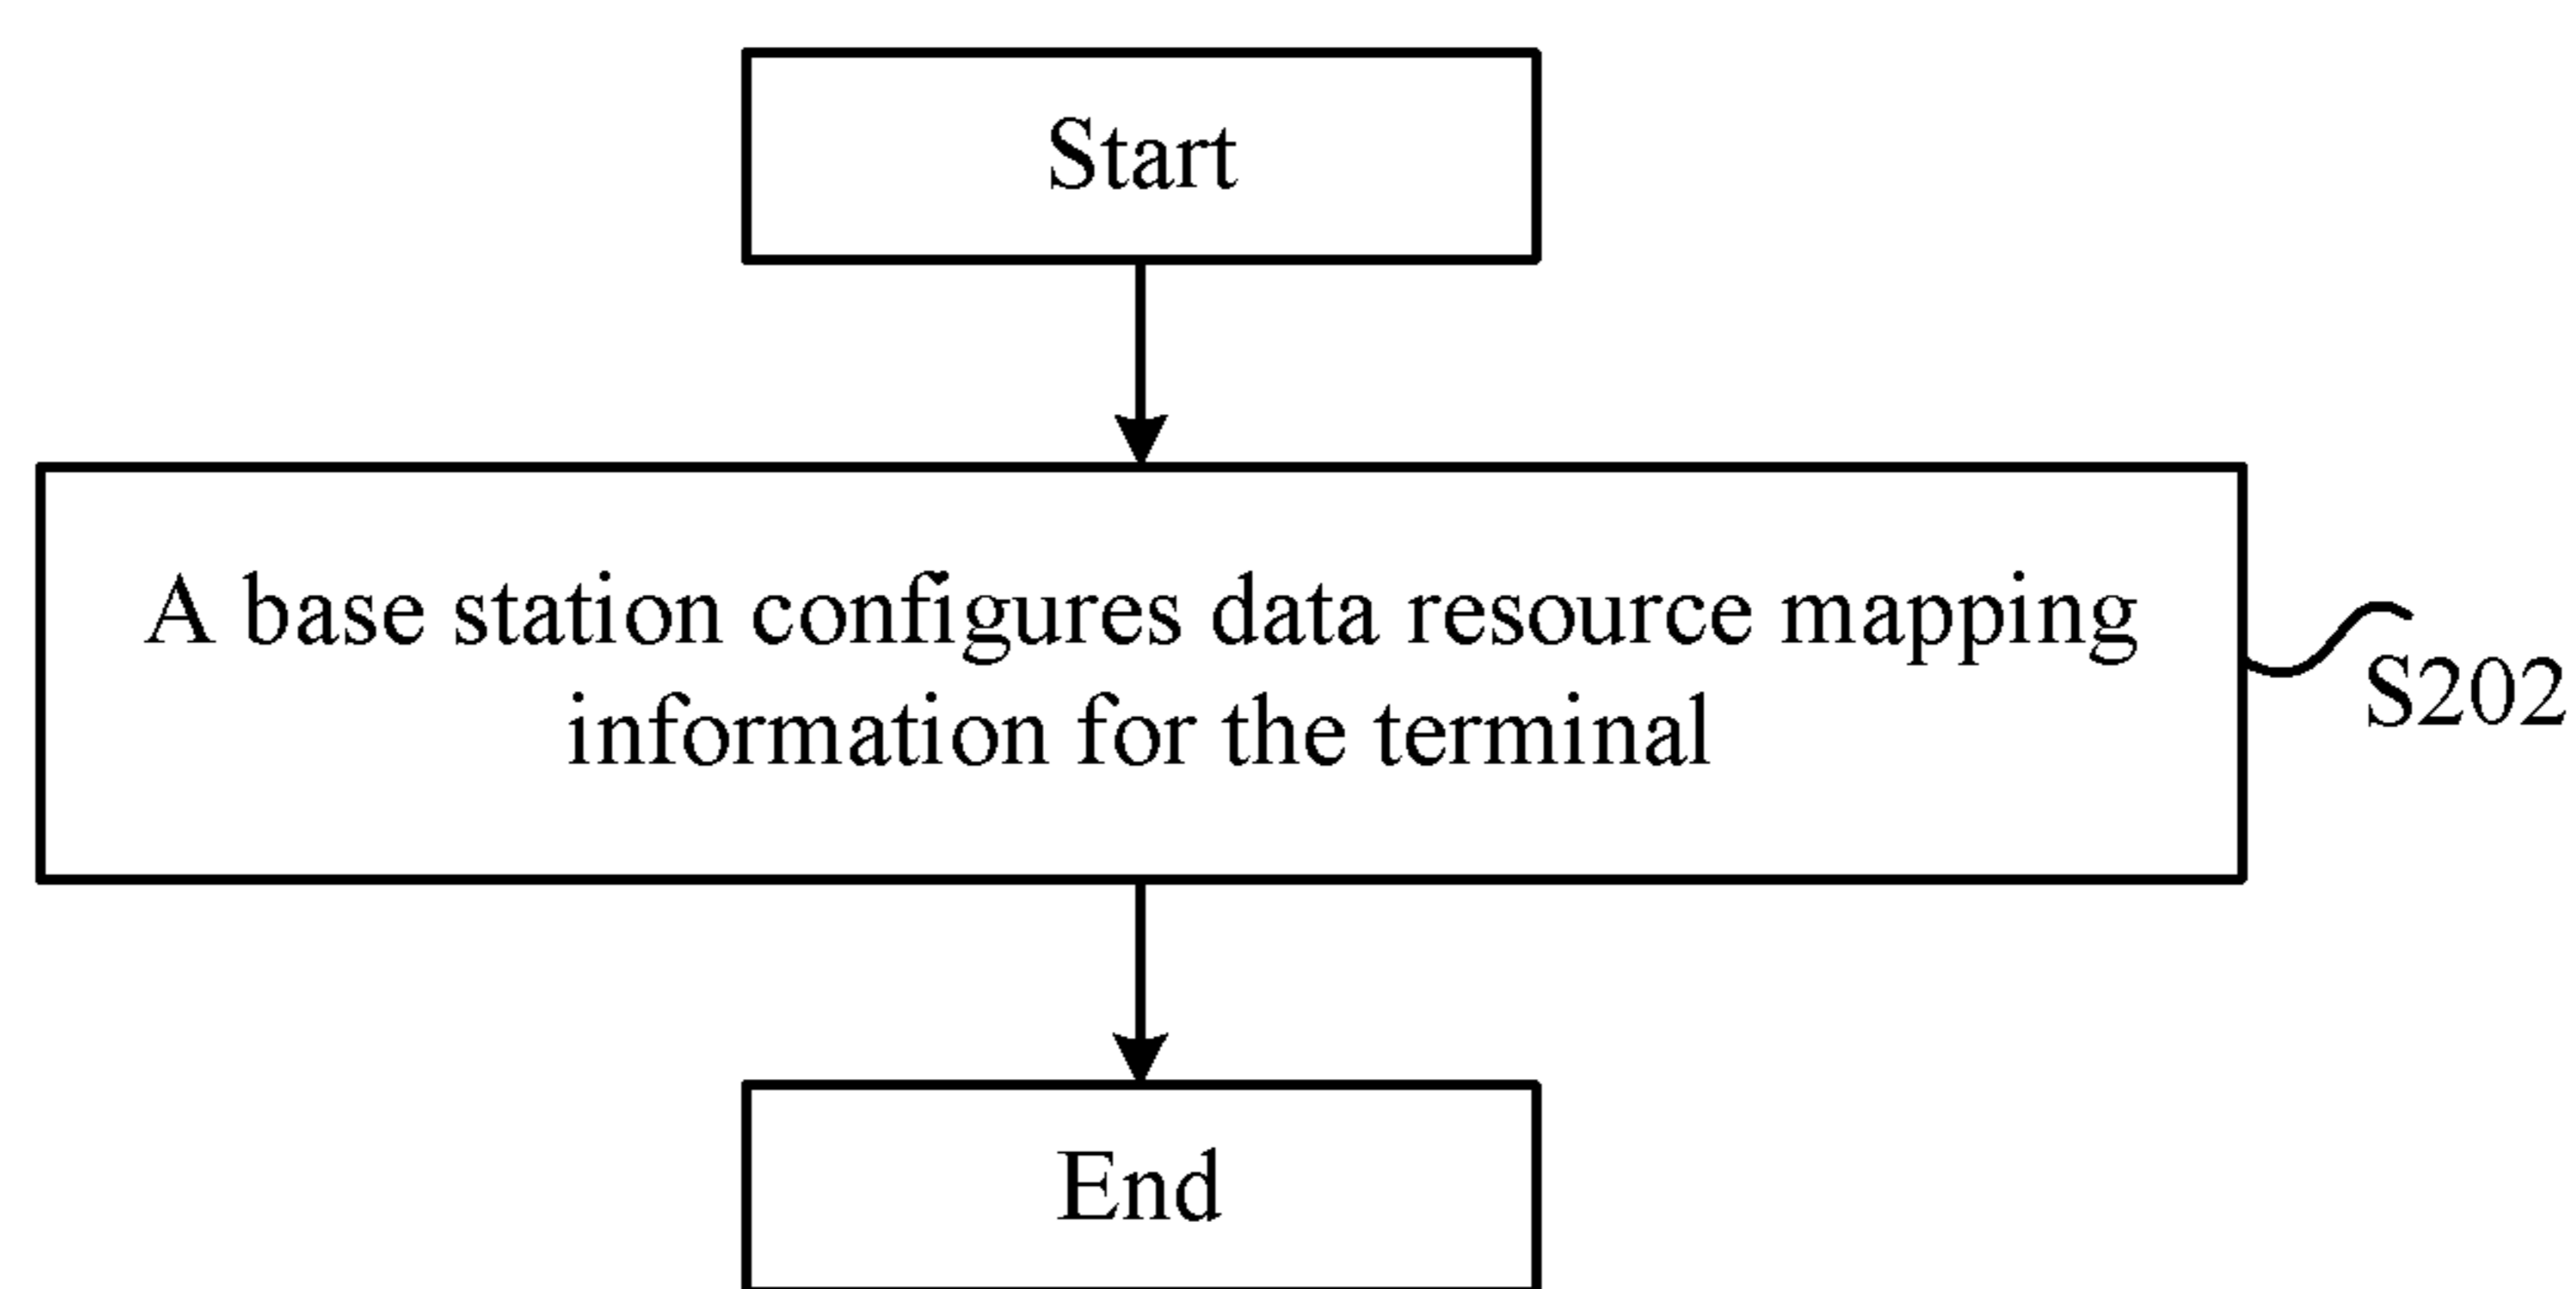 Start
A base station configures data resource mapping
information for the terminal
S202
End